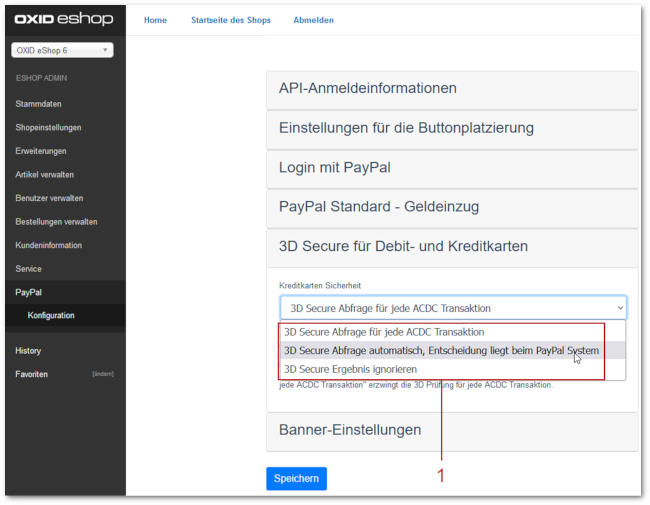 OXID eshop
Home Startseite des Shops Abmelden
OXID eShop 6
ESHOP ADMIN
Stammdaten
Shopeinstellungen
Erweiterungen
Artikel verwalten
Benutzer verwalten
Bestellungen verwalten
Kundeninformation
Service
PayPal
Konfiguration
History
Favoriten [ändern]
API-Anmeldeinformationen
Einstellungen für die Buttonplatzierung
Login mit PayPal
PayPal Standard - Geldeinzug
3D Secure für Debit- und Kreditkarten
Kreditkarten Sicherheit
3D Secure Abfrage für jede ACDC Transaktion
3D Secure Abfrage für jede ACDC Transaktion
3D Secure Abfrage automatisch, Entscheidung liegt beim PayPal System
3D Secure Ergebnis ignorieren
jede ACDC Transaktion" erzwingt die 3D Prüfung für jede ACDC Transaktion.
Banner-Einstellungen
1
Speichern